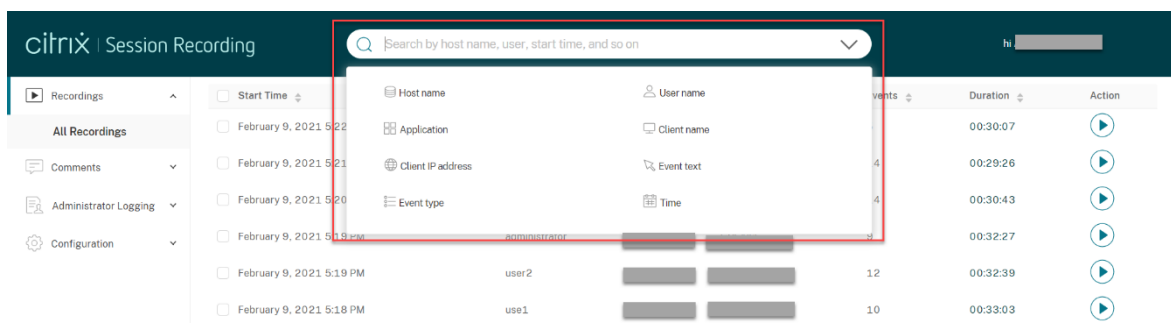 citrix | Session Recording
Search by host name, user, start time, and so on
hi
Recordings
Start Time
Host name
User name
Events
Duration
Action
All Recordings
February 9, 2021 5:22
Application
Client name
00:30:07
Comments
February 9, 2021 5:21
Client IP address
Event text
4
00:29:26
Administrator Logging
February 9, 2021 5:20
Event type
Time
4
00:30:43
Configuration
February 9, 2021 5:19 PM
administrator
9
00:32:27
February 9, 2021 5:19 PM
user2
12
00:32:39
February 9, 2021 5:18 PM
use1
10
00:33:03